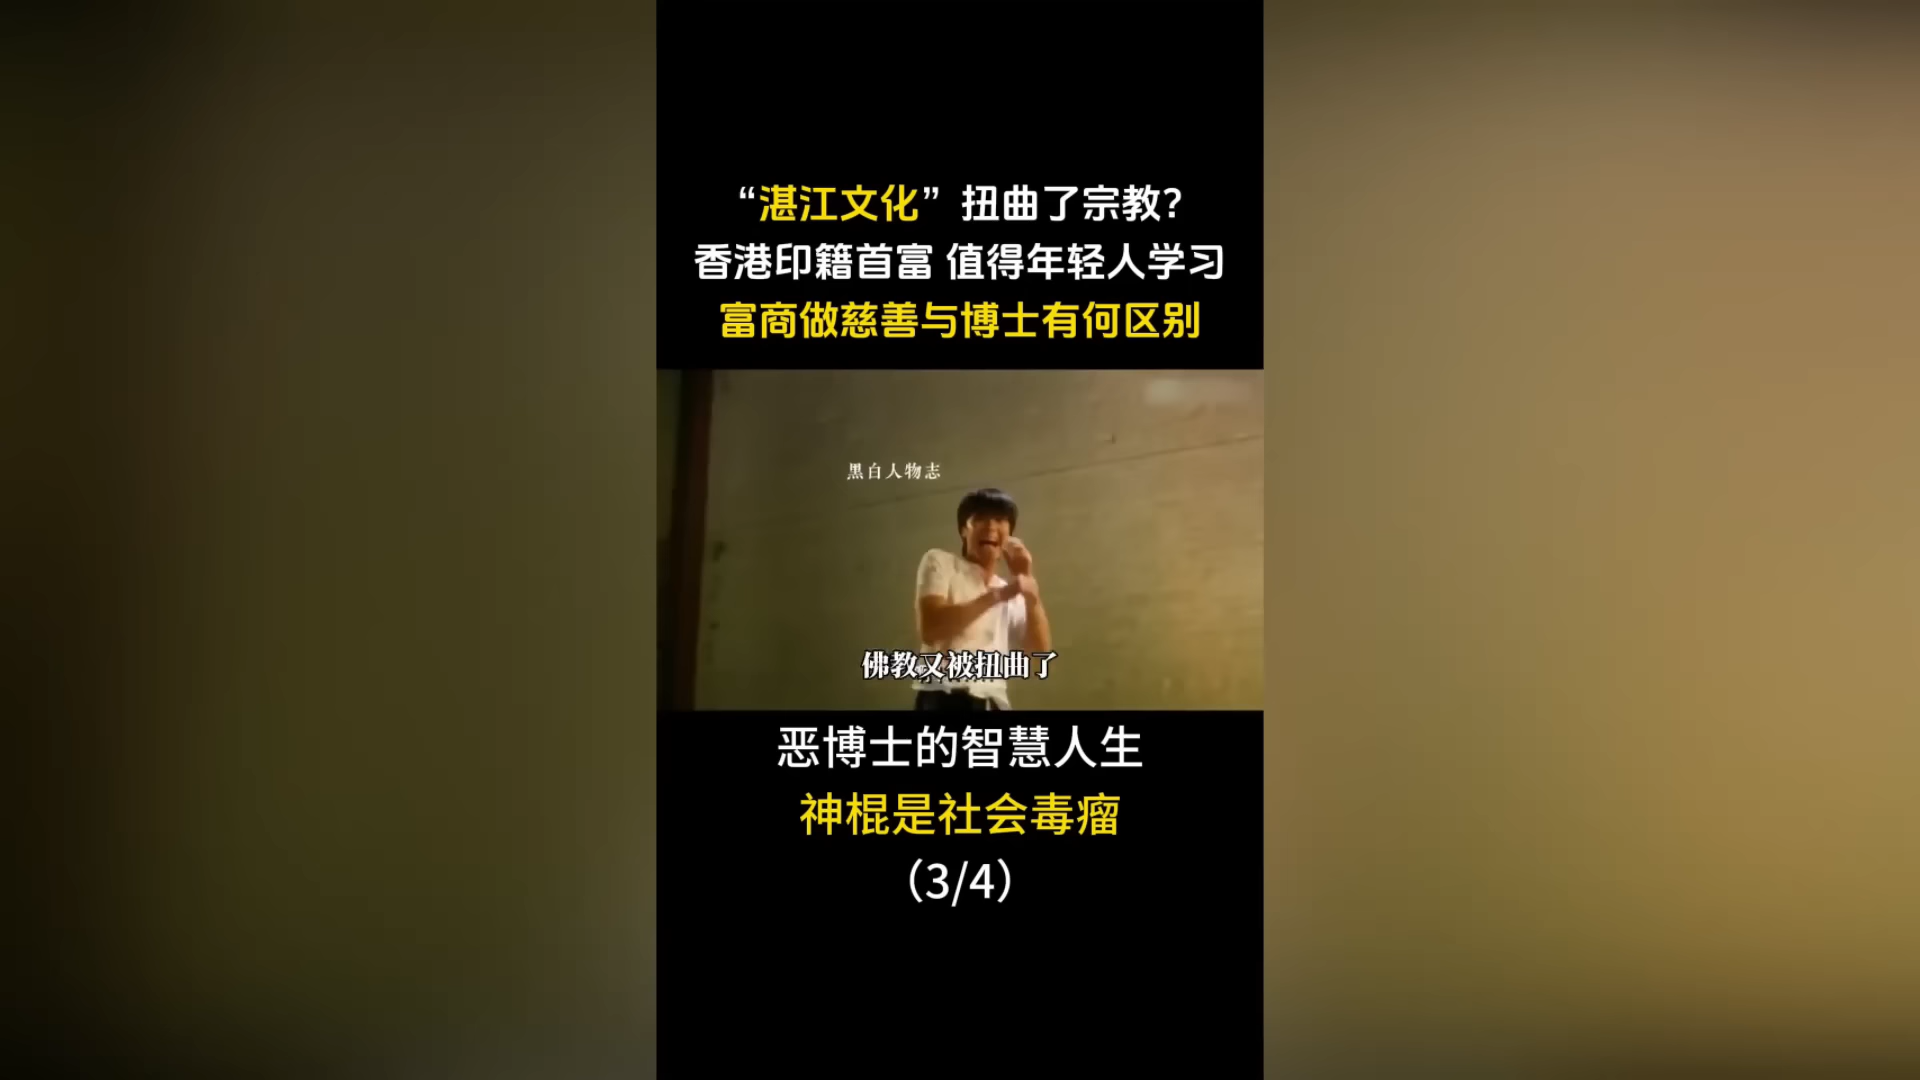 “湛江文化”扭曲了宗教？
香港印籍首富 值得年轻人学习
富商做慈善与博士有何区别
黑白人物志
佛教又被扭曲了
恶博士的智慧人生
神棍是社会毒瘤
（3/4）